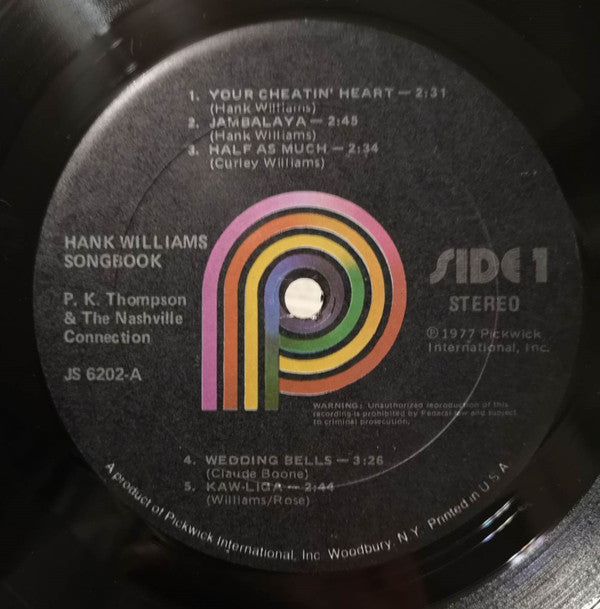 1. YOUR CHEATIN' HEART — 2:31
(Hank Williams)
2. JAMBALAYA — 2:45
(Hank Williams)
3. HALF AS MUCH — 2:34
(Curley Williams)
HANK WILLIAMS
SONGBOOK
P. K. Thompson
& The Nashville
Connection
JS 6202-A
SIDE 1
STEREO
℗ 1977 Pickwick
International, Inc.
WARNING: Unauthorized reproduction of this
recording is prohibited by Federal law and subject
to criminal prosecution.
4. WEDDING BELLS — 3:26
(Claude Boone)
5. KAW-LIGA — 2:44
(Williams/Rose)
A product of Pickwick International, Inc. Woodbury, N.Y. Printed in U.S.A.